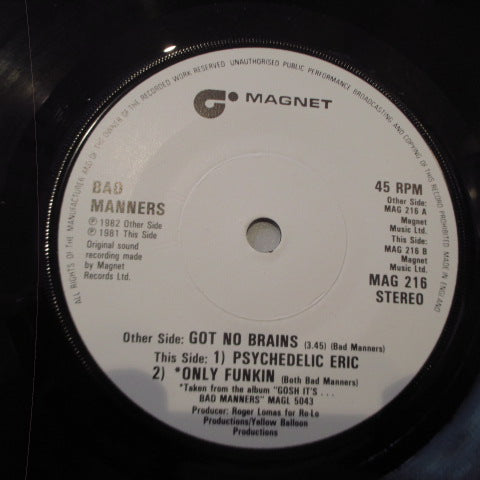 ALL RIGHTS OF THE MANUFACTURER AND OF THE OWNER OF THE RECORDED WORK RESERVED UNAUTHORISED PUBLIC PERFORMANCE BROADCASTING AND COPYING OF THIS RECORD PROHIBITED MADE IN ENGLAND
MAGNET
BAD
MANNERS
℗ 1982 Other Side
℗ 1981 This Side
Original sound
recording made
by Magnet
Records Ltd.
45 RPM
Other Side:
MAG 216 A
Magnet
Music Ltd.
This Side:
MAG 216 B
Magnet
Music Ltd.
MAG 216
STEREO
Other Side: GOT NO BRAINS (3.45) (Bad Manners)
This Side: 1) PSYCHEDELIC ERIC
2) *ONLY FUNKIN (Both Bad Manners)
*Taken from the album "GOSH IT'S ...
BAD MANNERS" MAGL 5043
Producer: Roger Lomas for Ro-Lo
Productions/Yellow Balloon
Productions